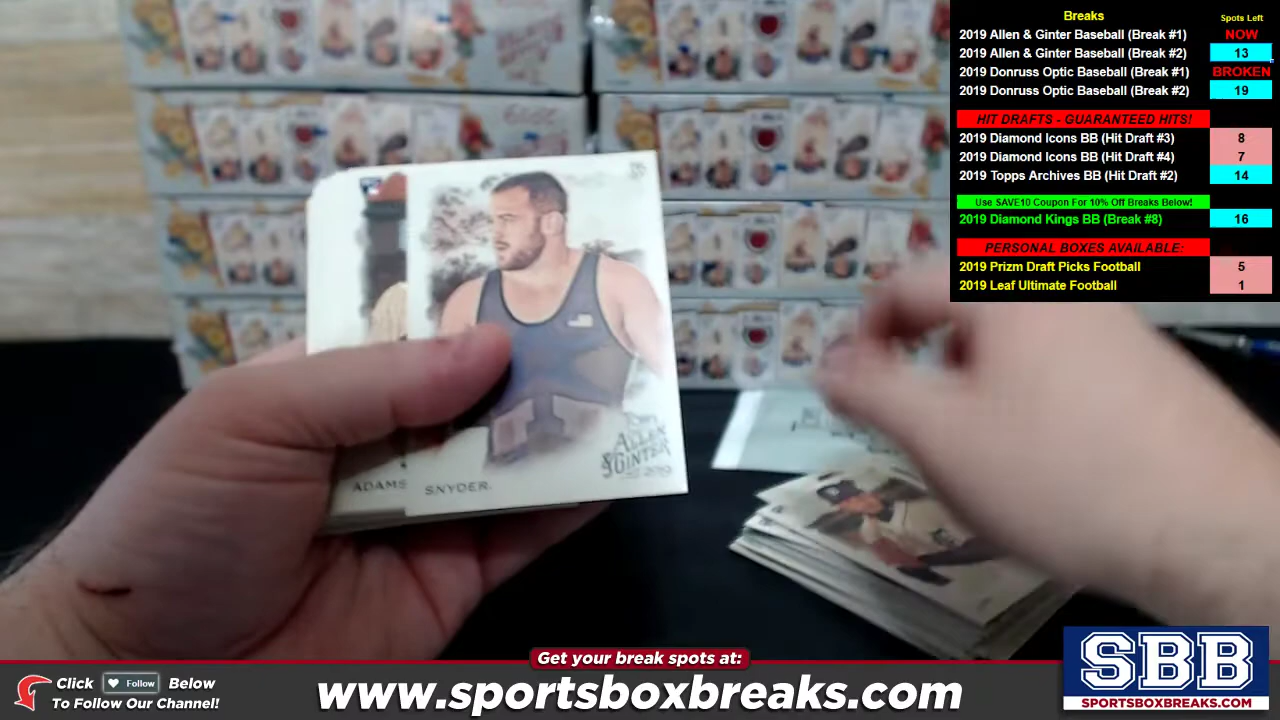 Breaks Spots Left
2019 Allen & Ginter Baseball (Break #1) NOW
2019 Allen & Ginter Baseball (Break #2) 13
2019 Donruss Optic Baseball (Break #1) BROKEN
2019 Donruss Optic Baseball (Break #2) 19
HIT DRAFTS - GUARANTEED HITS!
2019 Diamond Icons BB (Hit Draft #3) 8
2019 Diamond Icons BB (Hit Draft #4) 7
2019 Topps Archives BB (Hit Draft #2) 14
Use SAVE10 Coupon For 10% Off Breaks Below!
2019 Diamond Kings BB (Break #8) 16
PERSONAL BOXES AVAILABLE:
2019 Prizm Draft Picks Football 5
2019 Leaf Ultimate Football 1
TOPPS
ALLEN
& GINTER
2019
ADAMS
SNYDER
Get your break spots at:
Click Follow Below
To Follow Our Channel!
www.sportsboxbreaks.com
SBB
SPORTSBOXBREAKS.COM